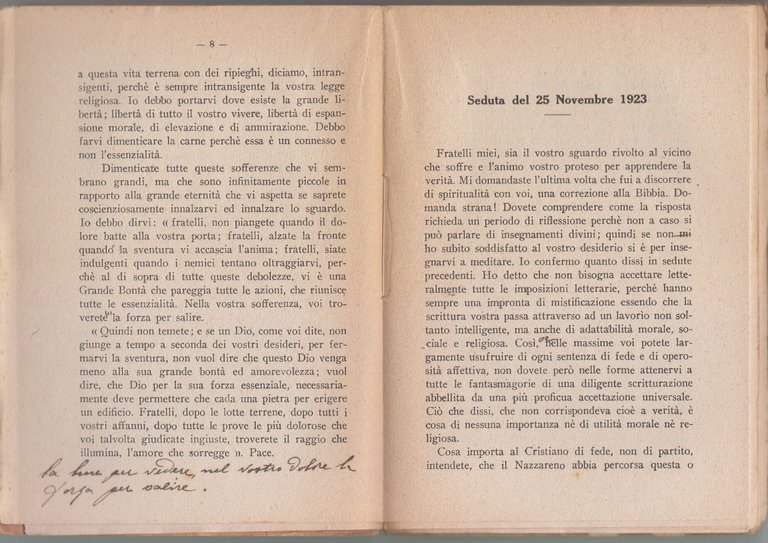 — 8 —
a questa vita terrena con dei ripieghi, diciamo, intran-
sigenti, perchè è sempre intransigente la vostra legge
religiosa. Io debbo portarvi dove esiste la grande li-
bertà; libertà di tutto il vostro vivere, libertà di espan-
sione morale, di elevazione e di ammirazione. Debbo
farvi dimenticare la carne perchè essa è un connesso e
non l'essenzialità.
Dimenticate tutte queste sofferenze che vi sem-
brano grandi, ma che sono infinitamente piccole in
rapporto alla grande eternità che vi aspetta se saprete
coscienziosamente innalzarvi ed innalzare lo sguardo.
Io debbo dirvi: « fratelli, non piangete quando il do-
lore batte alla vostra porta; fratelli, alzate la fronte
quando la sventura vi accascia l'anima; fratelli, siate
indulgenti quando i nemici tentano oltraggiarvi, per-
chè al di sopra di tutte queste debolezze, vi è una
Grande Bontà che pareggia tutte le azioni, che riunisce
tutte le essenzialità. Nella vostra sofferenza, voi tro-
verete la forza per salire.
« Quindi non temete; e se un Dio, come voi dite, non
giunge a tempo a seconda dei vostri desideri, per fer-
marvi la sventura, non vuol dire che questo Dio venga
meno alla sua grande bontà ed amorevolezza; vuol
dire, che Dio per la sua forza essenziale, necessaria-
mente deve permettere che cada una pietra per erigere
un edificio. Fratelli, dopo le lotte terrene, dopo tutti i
vostri affanni, dopo tutte le prove le più dolorose che
voi talvolta giudicate ingiuste, troverete il raggio che
illumina, l'amore che sorregge ». Pace.
la luce per vedere, nel vostro dolore la
forza per salire.
Seduta del 25 Novembre 1923
Fratelli miei, sia il vostro sguardo rivolto al vicino
che soffre e l'animo vostro proteso per apprendere la
verità. Mi domandaste l'ultima volta che fui a discorrere
di spiritualità con voi, una correzione alla Bibbia. Do-
manda strana! Dovete comprendere come la risposta
richieda un periodo di riflessione perchè non a caso si
può parlare di insegnamenti divini; quindi se non mi
ho subito soddisfatto al vostro desiderio si è per inse-
gnarvi a meditare. Io confermo quanto dissi in sedute
precedenti. Ho detto che non bisogna accettare lette-
ralmente tutte le imposizioni letterarie, perchè hanno
sempre una impronta di mistificazione essendo che la
scrittura vostra passa attraverso ad un lavorìo non sol-
tanto intelligente, ma anche di adattabilità morale, so-
ciale e religiosa. Così, nelle massime voi potete lar-
gamente usufruire di ogni sentenza di fede e di opero-
sità affettiva, non dovete però nelle forme attenervi a
tutte le fantasmagorie di una diligente scritturazione
abbellita da una più proficua accettazione universale.
Ciò che dissi, che non corrispondeva cioè a verità, è
cosa di nessuna importanza nè di utilità morale nè re-
ligiosa.
Cosa importa al Cristiano di fede, non di partito,
intendete, che il Nazzareno abbia percorsa questa o